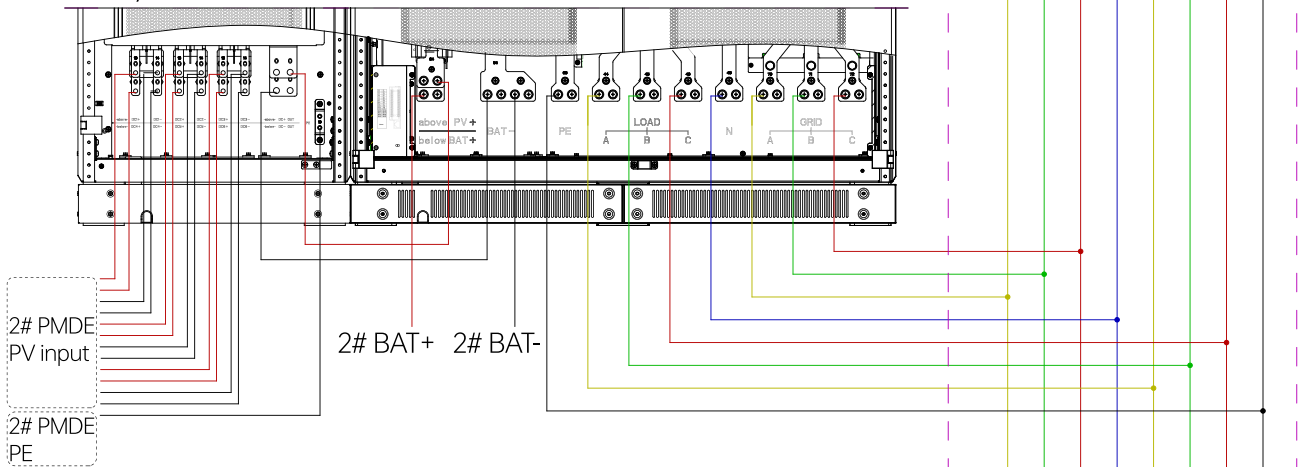 above PV+ LOAD GRID
BAT- PE N
below BAT+ A B C A B C
2# PMDE
PV input
2# BAT+ 2# BAT-
2# PMDE
PE